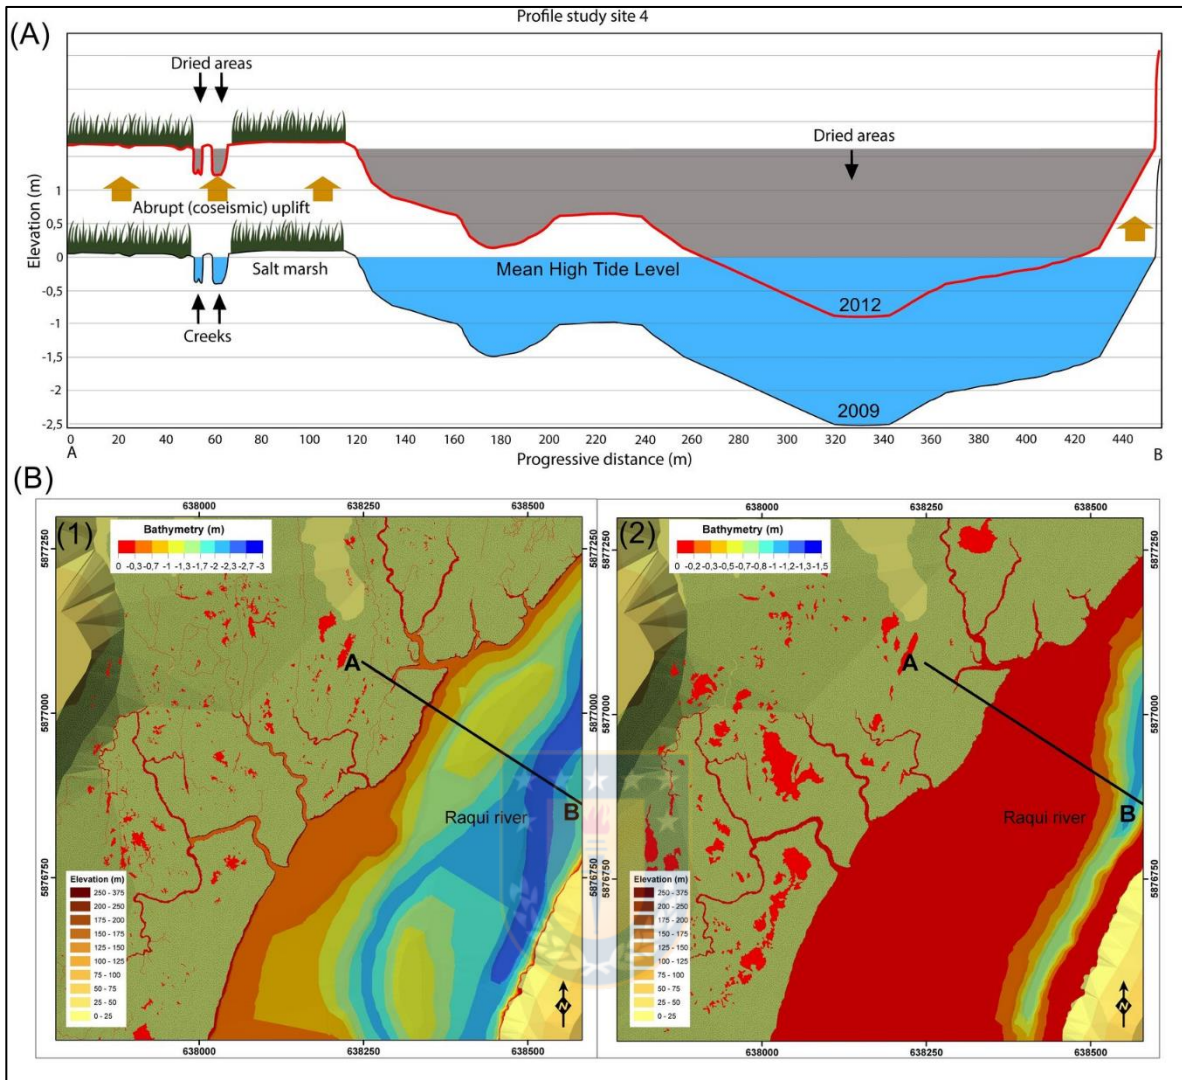 Profile study site 4
(A)
Dried areas
Dried areas
Elevation (m)
1
0,5
0
-0,5
-1
-1,5
-2
-2,5
Abrupt (coseismic) uplift
Salt marsh
Mean High Tide Level
Creeks
2012
2009
0 20 40 60 80 100 120 140 160 180 200 220 240 260 280 300 320 340 360 380 400 420 440
A
Progressive distance (m)
B
(B)
638000 638250 638500
638000 638250 638500
(1)
Bathymetry (m)
0 -0,3 -0,7 -1 -1,3 -1,7 -2 -2,3 -2,7 -3
5877250
5877000
5876750
A
B
Raqui river
Elevation (m)
250 - 375
200 - 250
175 - 200
150 - 175
125 - 150
100 - 125
75 - 100
50 - 75
25 - 50
0 - 25
N
638000 638250 638500
(2)
Bathymetry (m)
0 -0.2 -0.3 -0.5 -0.7 -0,8 -1 -1.2 -1.3 -1,5
5877250
5877000
5876750
5877250
5877000
5876750
A
B
Raqui river
Elevation (m)
250 - 375
200 - 250
175 - 200
150 - 175
125 - 150
100 - 125
75 - 100
50 - 75
25 - 50
0 - 25
N
638000 638250 638500